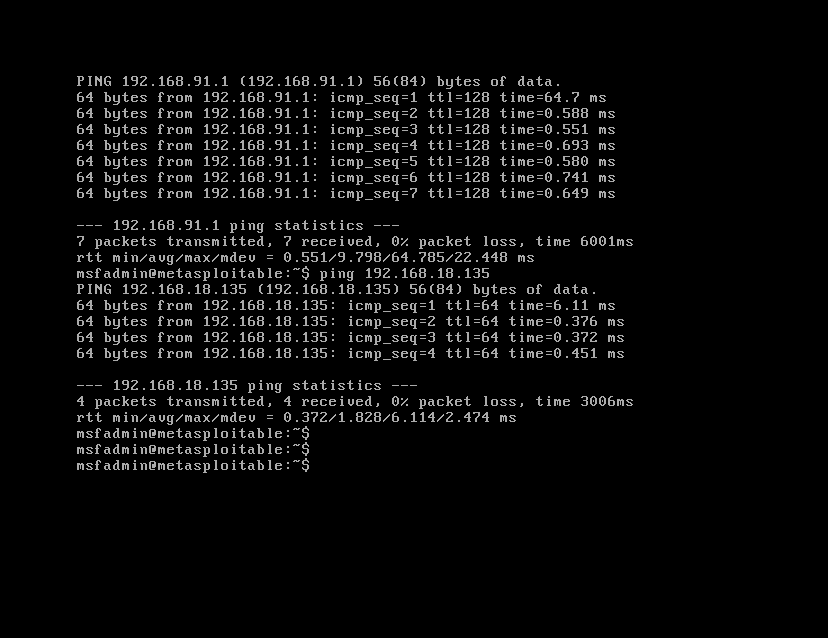 PING 192.168.91.1 (192.168.91.1) 56(84) bytes of data.
64 bytes from 192.168.91.1: icmp_seq=1 ttl=128 time=64.7 ms
64 bytes from 192.168.91.1: icmp_seq=2 ttl=128 time=0.588 ms
64 bytes from 192.168.91.1: icmp_seq=3 ttl=128 time=0.551 ms
64 bytes from 192.168.91.1: icmp_seq=4 ttl=128 time=0.693 ms
64 bytes from 192.168.91.1: icmp_seq=5 ttl=128 time=0.580 ms
64 bytes from 192.168.91.1: icmp_seq=6 ttl=128 time=0.741 ms
64 bytes from 192.168.91.1: icmp_seq=7 ttl=128 time=0.649 ms
--- 192.168.91.1 ping statistics ---
7 packets transmitted, 7 received, 0% packet loss, time 6001ms
rtt min/avg/max/mdev = 0.551/9.798/64.785/22.448 ms
msfadmin@metasploitable:~$ ping 192.168.18.135
PING 192.168.18.135 (192.168.18.135) 56(84) bytes of data.
64 bytes from 192.168.18.135: icmp_seq=1 ttl=64 time=6.11 ms
64 bytes from 192.168.18.135: icmp_seq=2 ttl=64 time=0.376 ms
64 bytes from 192.168.18.135: icmp_seq=3 ttl=64 time=0.372 ms
64 bytes from 192.168.18.135: icmp_seq=4 ttl=64 time=0.451 ms
--- 192.168.18.135 ping statistics ---
4 packets transmitted, 4 received, 0% packet loss, time 3006ms
rtt min/avg/max/mdev = 0.372/1.828/6.114/2.474 ms
msfadmin@metasploitable:~$
msfadmin@metasploitable:~$
msfadmin@metasploitable:~$